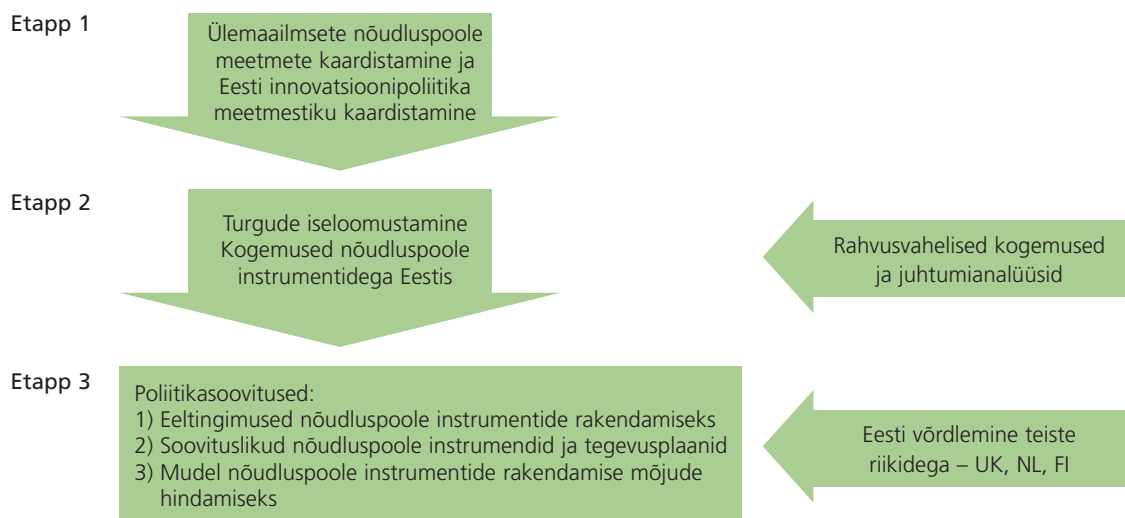 Etapp 1
Ülemaailmsete nõudluspoole
meetmete kaardistamine ja
Eesti innovatsioonipoliitika
meetmestiku kaardistamine
Etapp 2
Turgude iseloomustamine
Kogemused nõudluspoole
instrumentidega Eestis
Rahvusvahelised kogemused
ja juhtumianalüüsid
Etapp 3
Poliitikasoovitused:
1) Eeltingimused nõudluspoole instrumentide rakendamiseks
2) Soovituslikud nõudluspoole instrumendid ja tegevusplaanid
3) Mudel nõudluspoole instrumentide rakendamise mõjude
hindamiseks
Eesti võrdlemine teiste
riikidega – UK, NL, FI